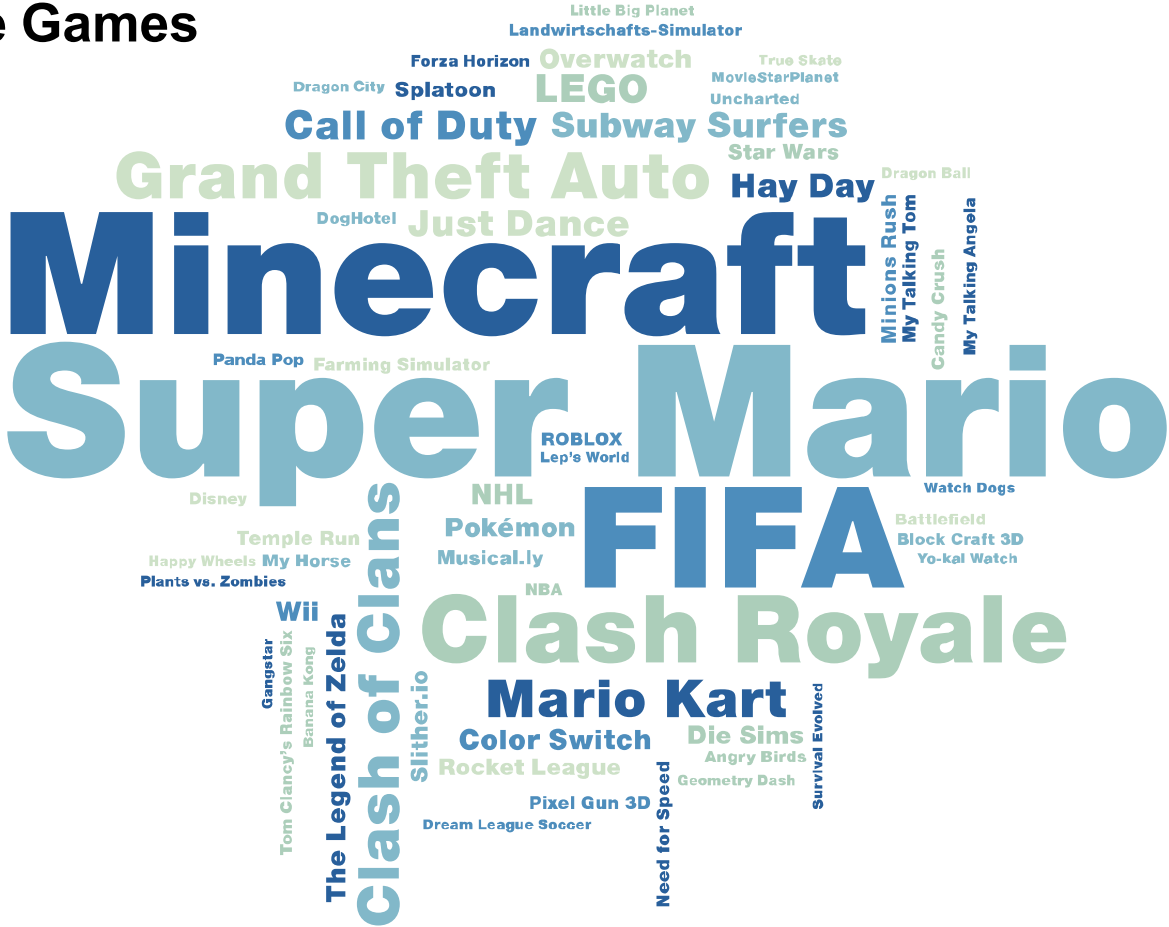 e Games
Little Big Planet
Landwirtschafts-Simulator
Forza Horizon
Overwatch
True Skate
MovieStarPlanet
Dragon City
Splatoon
LEGO
Uncharted
Call of Duty
Subway Surfers
Star Wars
Grand Theft Auto
Hay Day
Dragon Ball
DogHotel
Just Dance
Minecraft
Minions Rush
My Talking Tom
Candy Crush
My Talking Angela
Panda Pop
Farming Simulator
Super Mario
ROBLOX
Lep's World
Disney
NHL
FIFA
Watch Dogs
Pokémon
Battlefield
Temple Run
Block Craft 3D
Happy Wheels
My Horse
Musical.ly
Yo-kal Watch
Plants vs. Zombies
NBA
Wii
Clash of Clans
Clash Royale
Gangstar
Tom Clancy's Rainbow Six
Banana Kong
The Legend of Zelda
Slither.io
Mario Kart
Survival Evolved
Color Switch
Die Sims
Rocket League
Angry Birds
Geometry Dash
Pixel Gun 3D
Need for Speed
Dream League Soccer